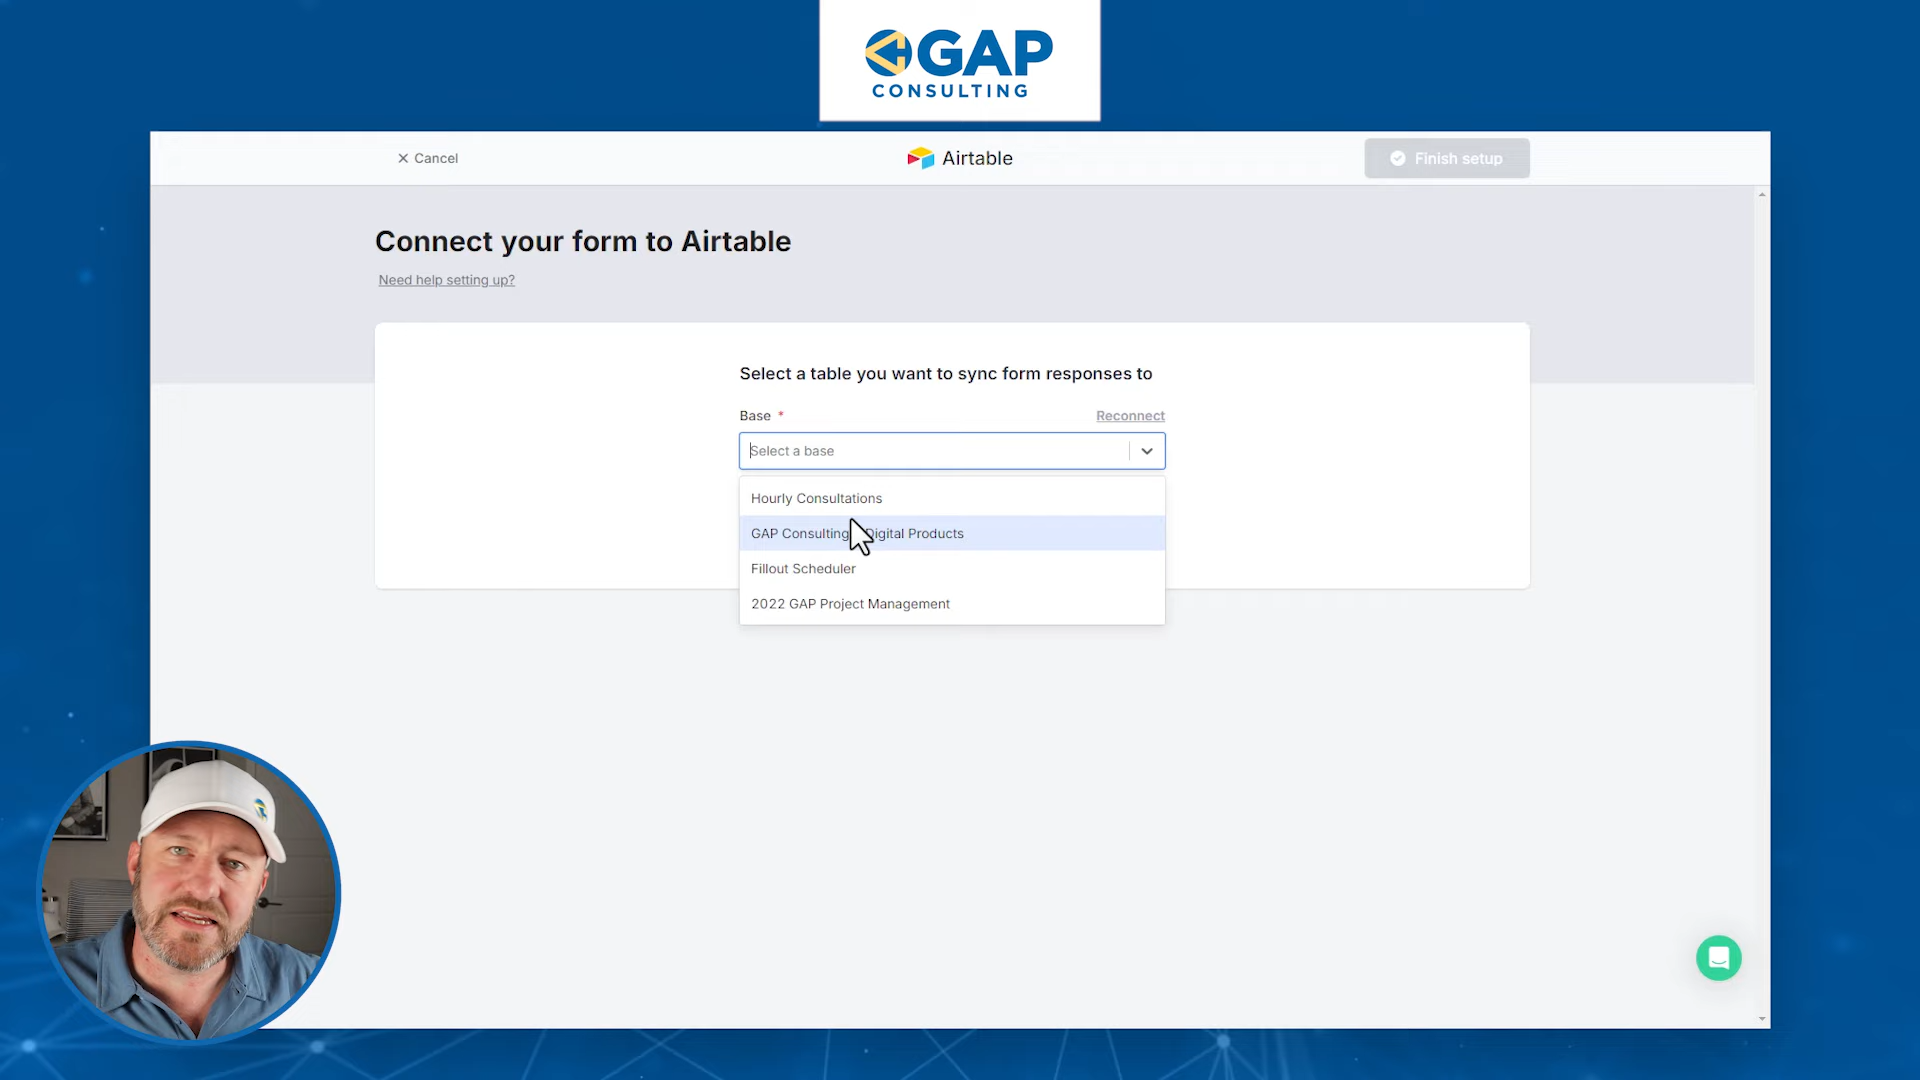 GAP
CONSULTING
Cancel
Airtable
Finish setup
Connect your form to Airtable
Need help setting up?
Select a table you want to sync form responses to
Base *
Reconnect
Select a base
Hourly Consultations
GAP Consulting Digital Products
Fillout Scheduler
2022 GAP Project Management